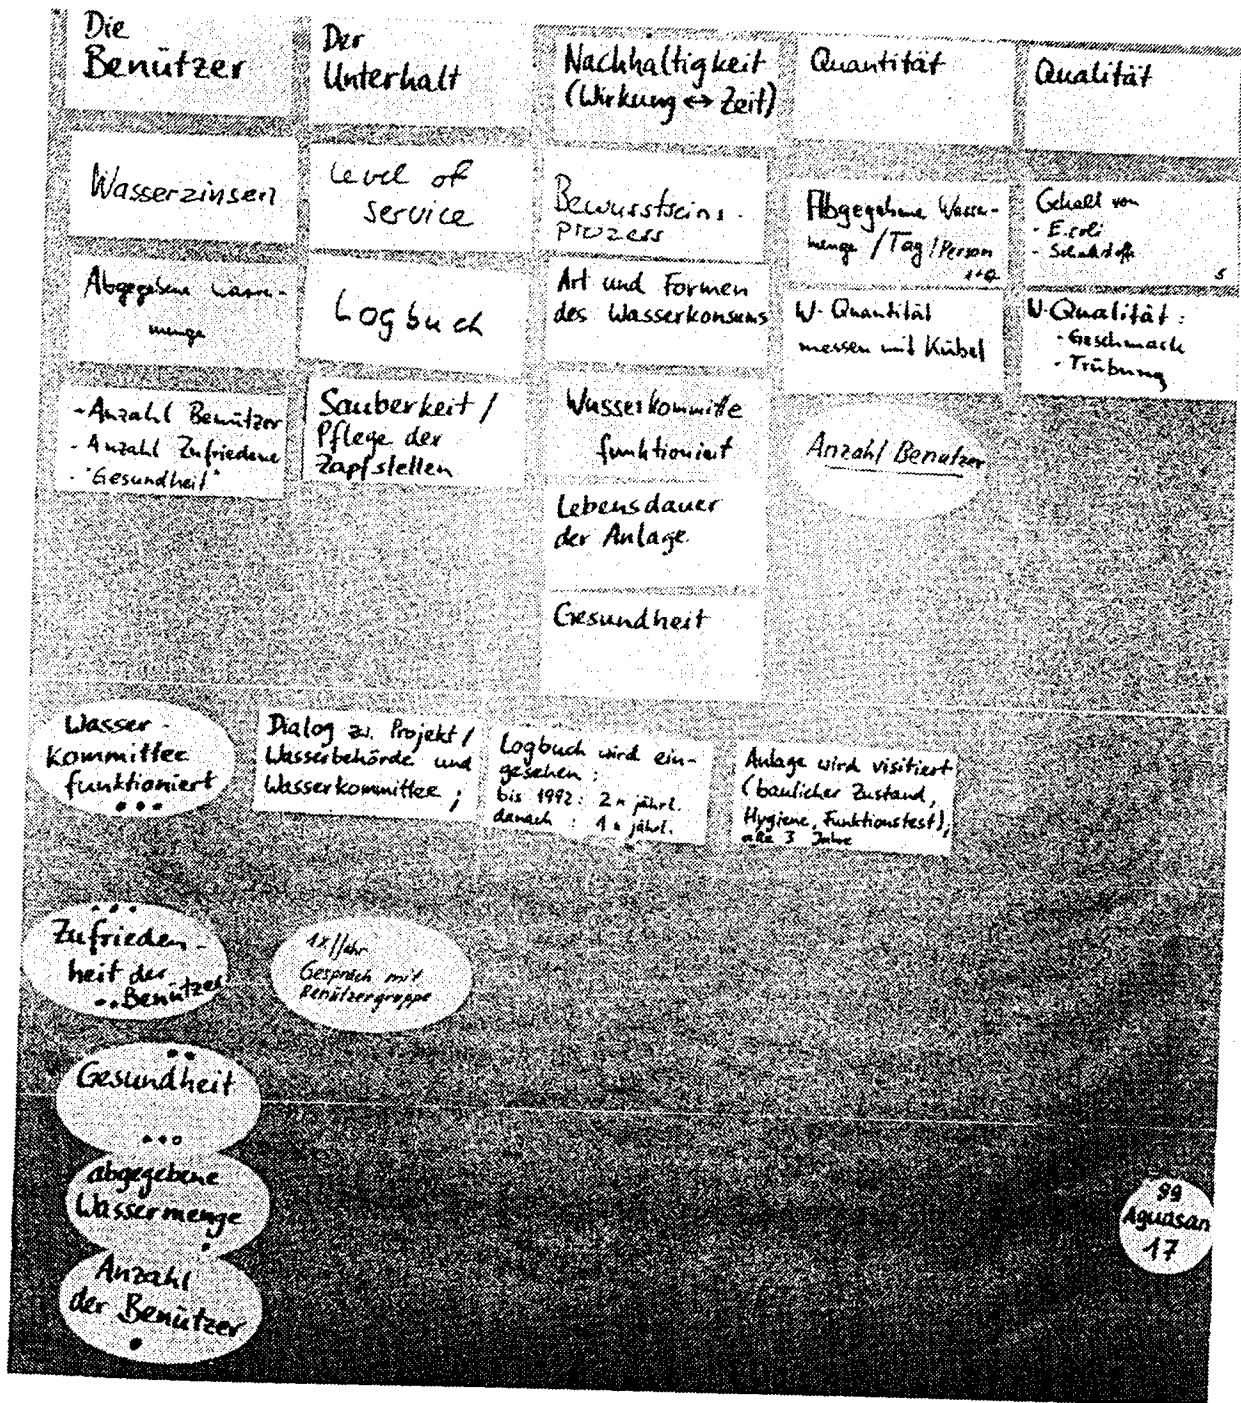 Die
Benützer
Der
Unterhalt
Nachhaltigkeit
(Wirkung ↔ Zeit)
Quantität
Qualität
Wasserzinsen
Level of
service
Bewusstseins-
prozess
Abgegebene Wasser-
menge / Tag / Person
Gehalt von
- E.coli
- Schadstoffe
5
Abgegebene Wasser-
menge
Logbuch
Art und Formen
des Wasserkonsums
W-Quantität
messen mit Kübel
W-Qualität:
- Geschmack
- Trübung
- Anzahl Benützer
- Anzahl Zufriedene
- "Gesundheit"
Sauberkeit /
Pflege der
Zapfstellen
Wasserkommitte
funktioniert
Anzahl Benutzer
Lebensdauer
der Anlage
Gesundheit
Wasser-
kommittee
funktioniert
Dialog zw. Projekt/
Wasserbehörde und
Wasserkommittee;
Logbuch wird ein-
gesehen:
bis 1992: 2x jährl.
danach: 1x jährl.
Anlage wird visitiert
(baulicher Zustand,
Hygiene, Funktionstest),
alle 3 Jahre
Zufrieden-
heit der
Benützer
1x/Jahr
Gespräch mit
Benützergruppe
Gesundheit
abgegebene
Wassermenge
Anzahl
der Benützer
99
Aguasan
17